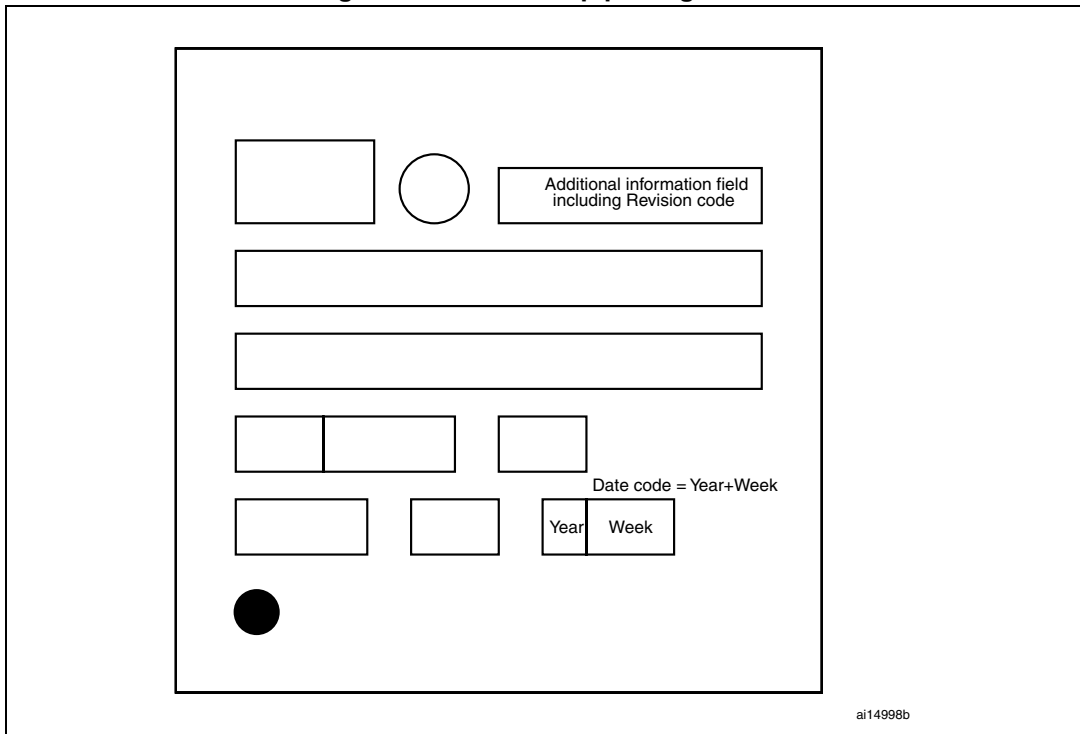 Additional information field
including Revision code
Date code = Year+Week
Year Week
ai14998b